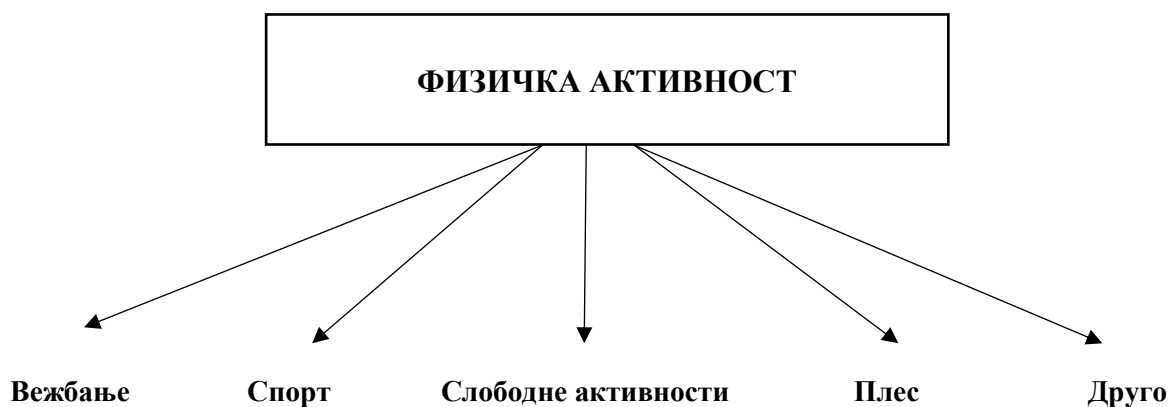 ФИЗИЧКА АКТИВНОСТ
Вежбање Спорт Слободне активности Плес Друго